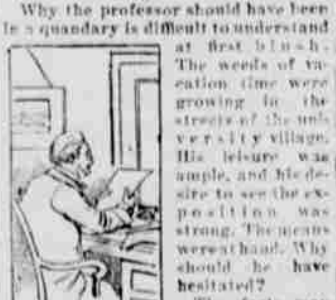 Why the professor should have been
in a quandary is difficult to understand
at first blush.
The weeds of va-
cation time were
growing in the
streets of the uni-
versity village.
His leisure was
ample, and his de-
sire to see the ex-
position was
strong. The means
were at hand. Why
should he have
hesitated?